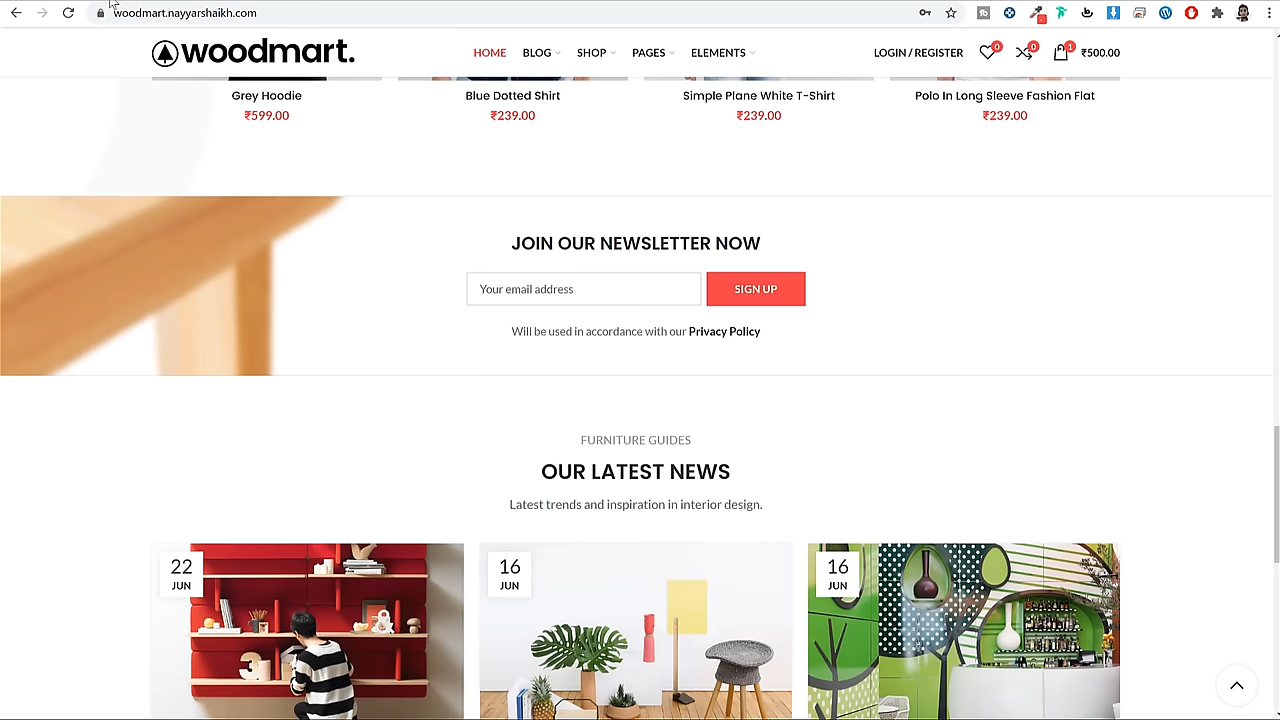 woodmart.nayyarshaikh.com
woodmart.
HOME
BLOG
SHOP
PAGES
ELEMENTS
LOGIN / REGISTER
0
0
1
₹500.00
Grey Hoodie
₹599.00
Blue Dotted Shirt
₹239.00
Simple Plane White T-Shirt
₹239.00
Polo In Long Sleeve Fashion Flat
₹239.00
JOIN OUR NEWSLETTER NOW
Your email address
SIGN UP
Will be used in accordance with our Privacy Policy
FURNITURE GUIDES
OUR LATEST NEWS
Latest trends and inspiration in interior design.
22
JUN
16
JUN
16
JUN